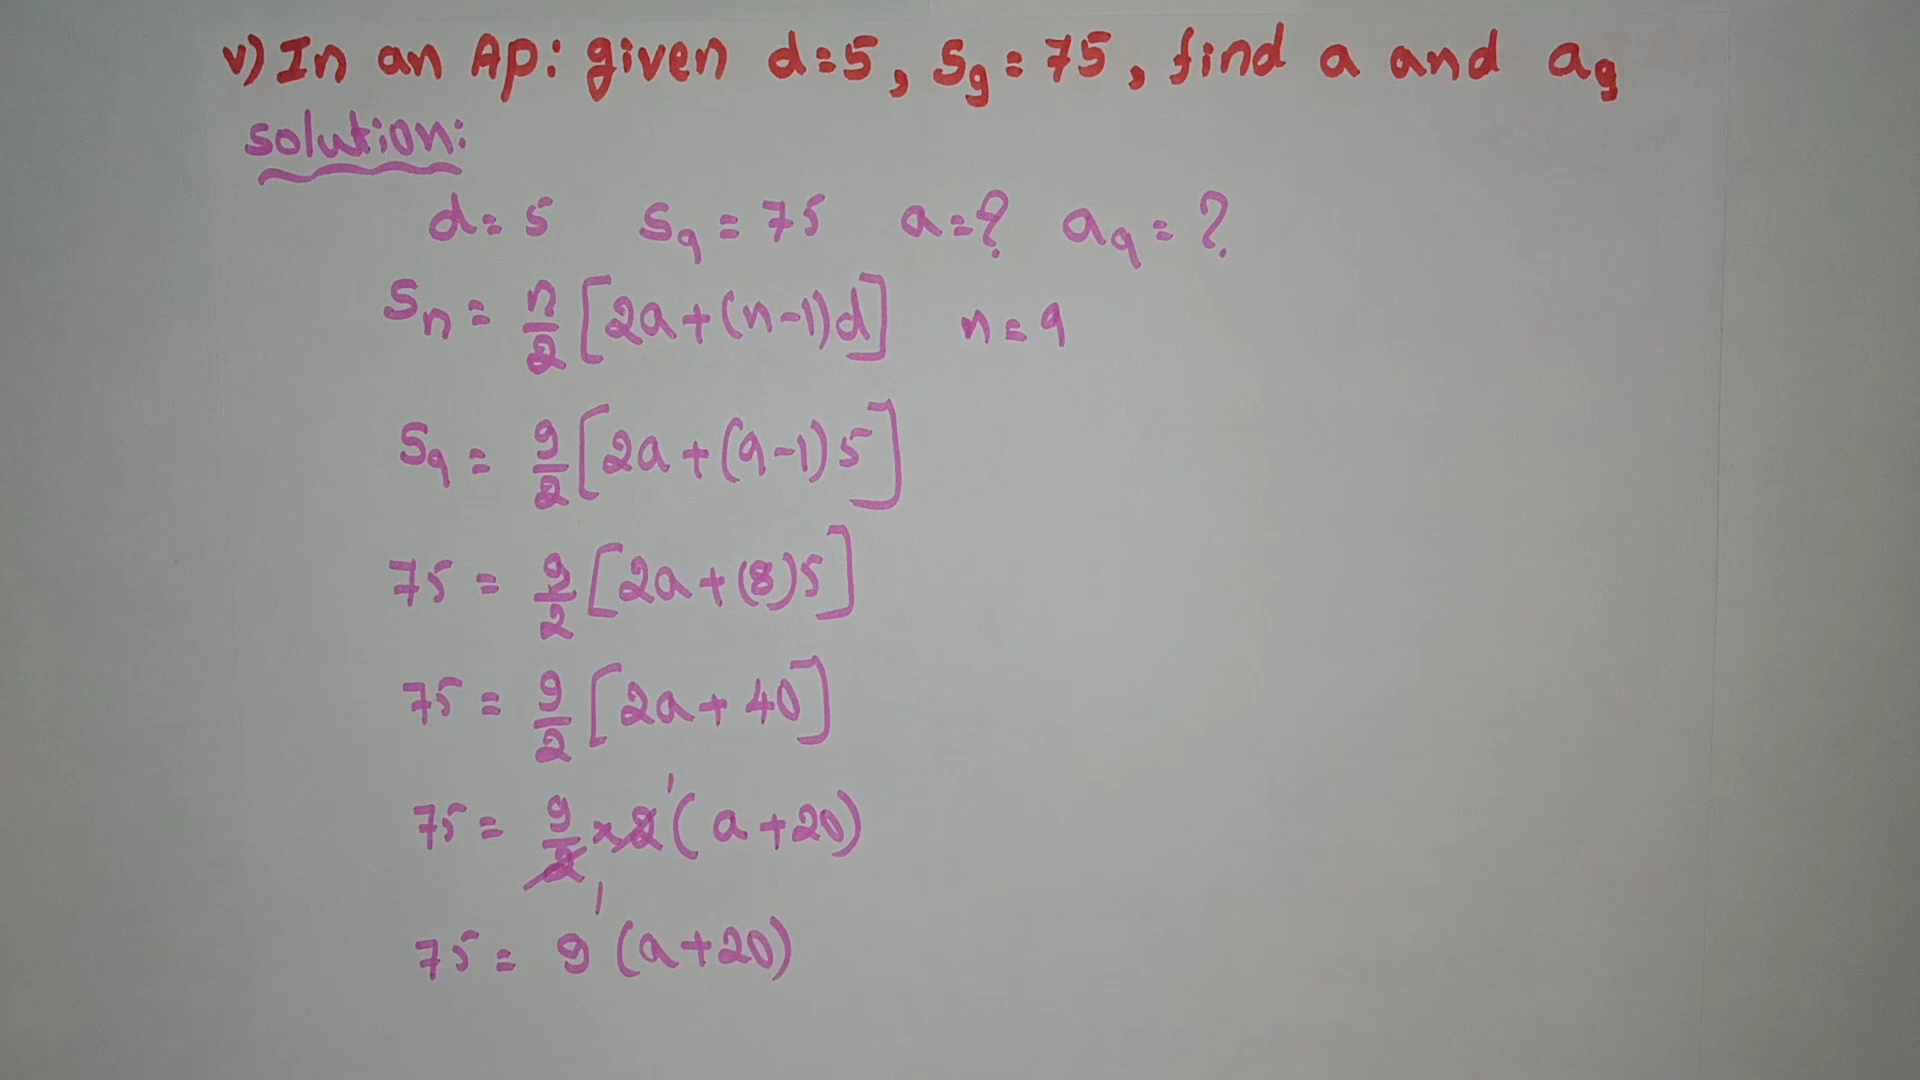 v) In an Ap: given d=5, S₉=75, find a and a₉
solution:
d=5 S₉=75 a=? a₉=?
Sₙ = n/2 [2a+(n-1)d] n=9
S₉ = 9/2 [2a+(9-1)5]
75 = 9/2 [2a+(8)5]
75 = 9/2 [2a+40]
75 = 9/2 × 2 ¹ (a+20)
1
75 = 9 (a+20)